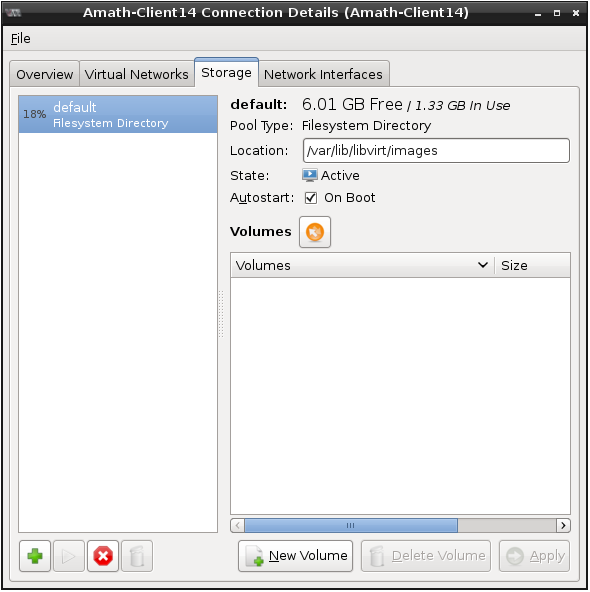 Amath-Client14 Connection Details (Amath-Client14)
File
Overview Virtual Networks Storage Network Interfaces
18% default
Filesystem Directory
default: 6.01 GB Free / 1.33 GB In Use
Pool Type: Filesystem Directory
Location: /var/lib/libvirt/images
State: Active
Autostart: On Boot
Volumes
Volumes Size
New Volume Delete Volume Apply